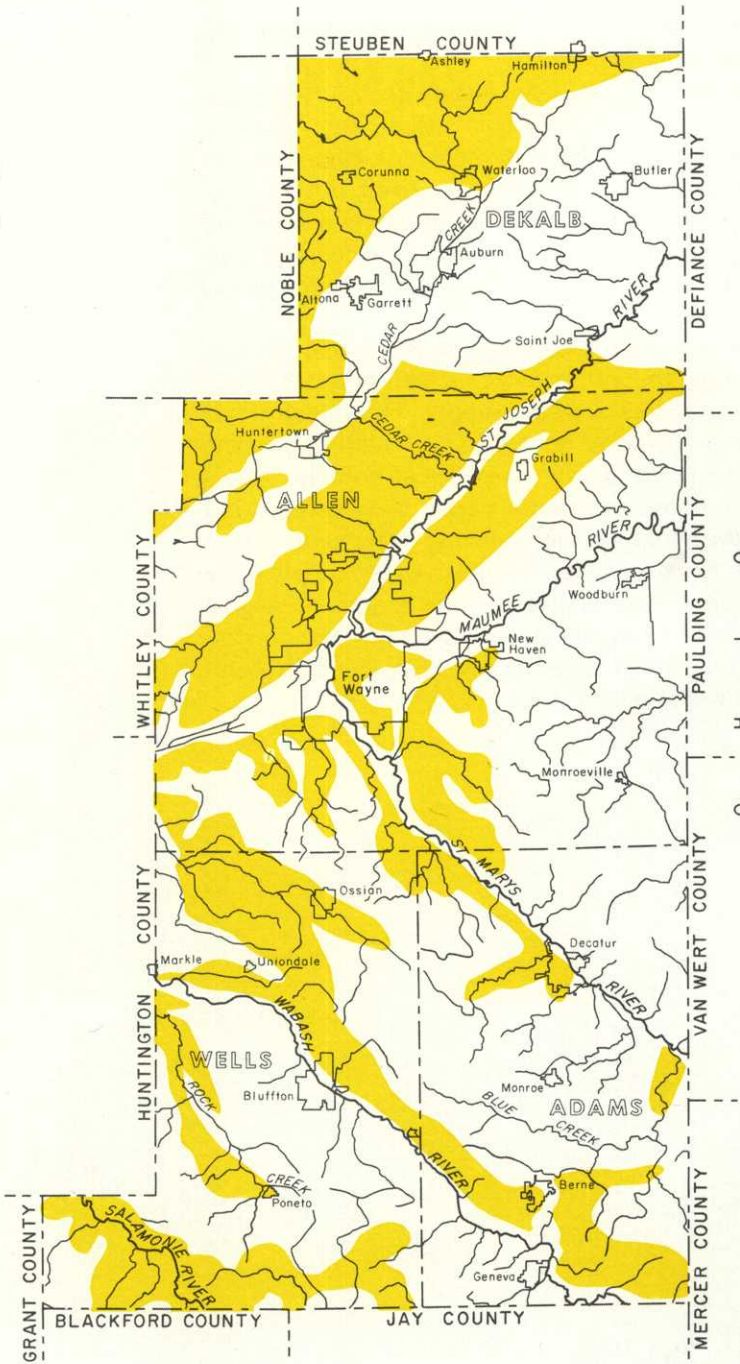 STEUBEN COUNTY
Ashley
Hamilton
NOBLE COUNTY
Corunna
Waterloo
Butler
DEKALB
CREEK
Auburn
DEFIANCE COUNTY
Altona
Garrett
RIVER
CEDAR
Saint Joe
ST. JOSEPH
Huntertown
CEDAR CREEK
Grabill
ALLEN
RIVER
PAULDING COUNTY
O
WHITLEY COUNTY
MAUMEE
Woodburn
New
Haven
Fort
Wayne
H
Monroeville
O
ST. MARYS
VAN WERT COUNTY
HUNTINGTON COUNTY
Ossian
Decatur
Markle
Uniondale
RIVER
WABASH
WELLS
ROCK
Bluffton
Monroe
ADAMS
BLUE CREEK
RIVER
CREEK
Poneto
Berne
MERCER COUNTY
GRANT COUNTY
SALAMONIE RIVER
Geneva
BLACKFORD COUNTY
JAY COUNTY